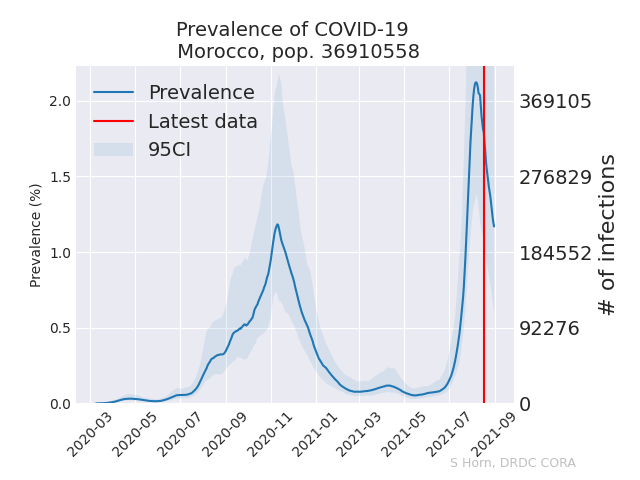 Prevalence of COVID-19
Morocco, pop. 36910558
Prevalence
Latest data
95CI
Prevalence (%)
2.0
1.5
1.0
0.5
0.0
369105
276829
184552
92276
0
# of infections
2020-03
2020-05
2020-07
2020-09
2020-11
2021-01
2021-03
2021-05
2021-07
2021-09
S Horn, DRDC CORA